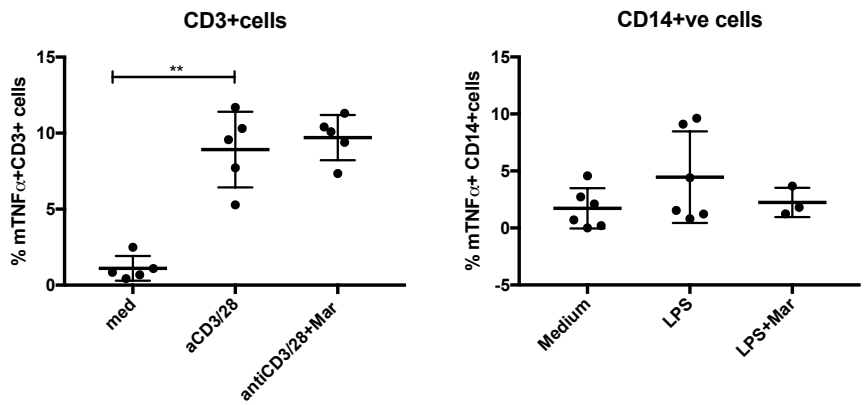 CD3+cells
% mTNFα+CD3+ cells
15
10
5
0
**
med
aCD3/28
antiCD3/28+Mar
CD14+ve cells
% mTNFα+ CD14+cells
15
10
5
0
-5
Medium
LPS
LPS+Mar